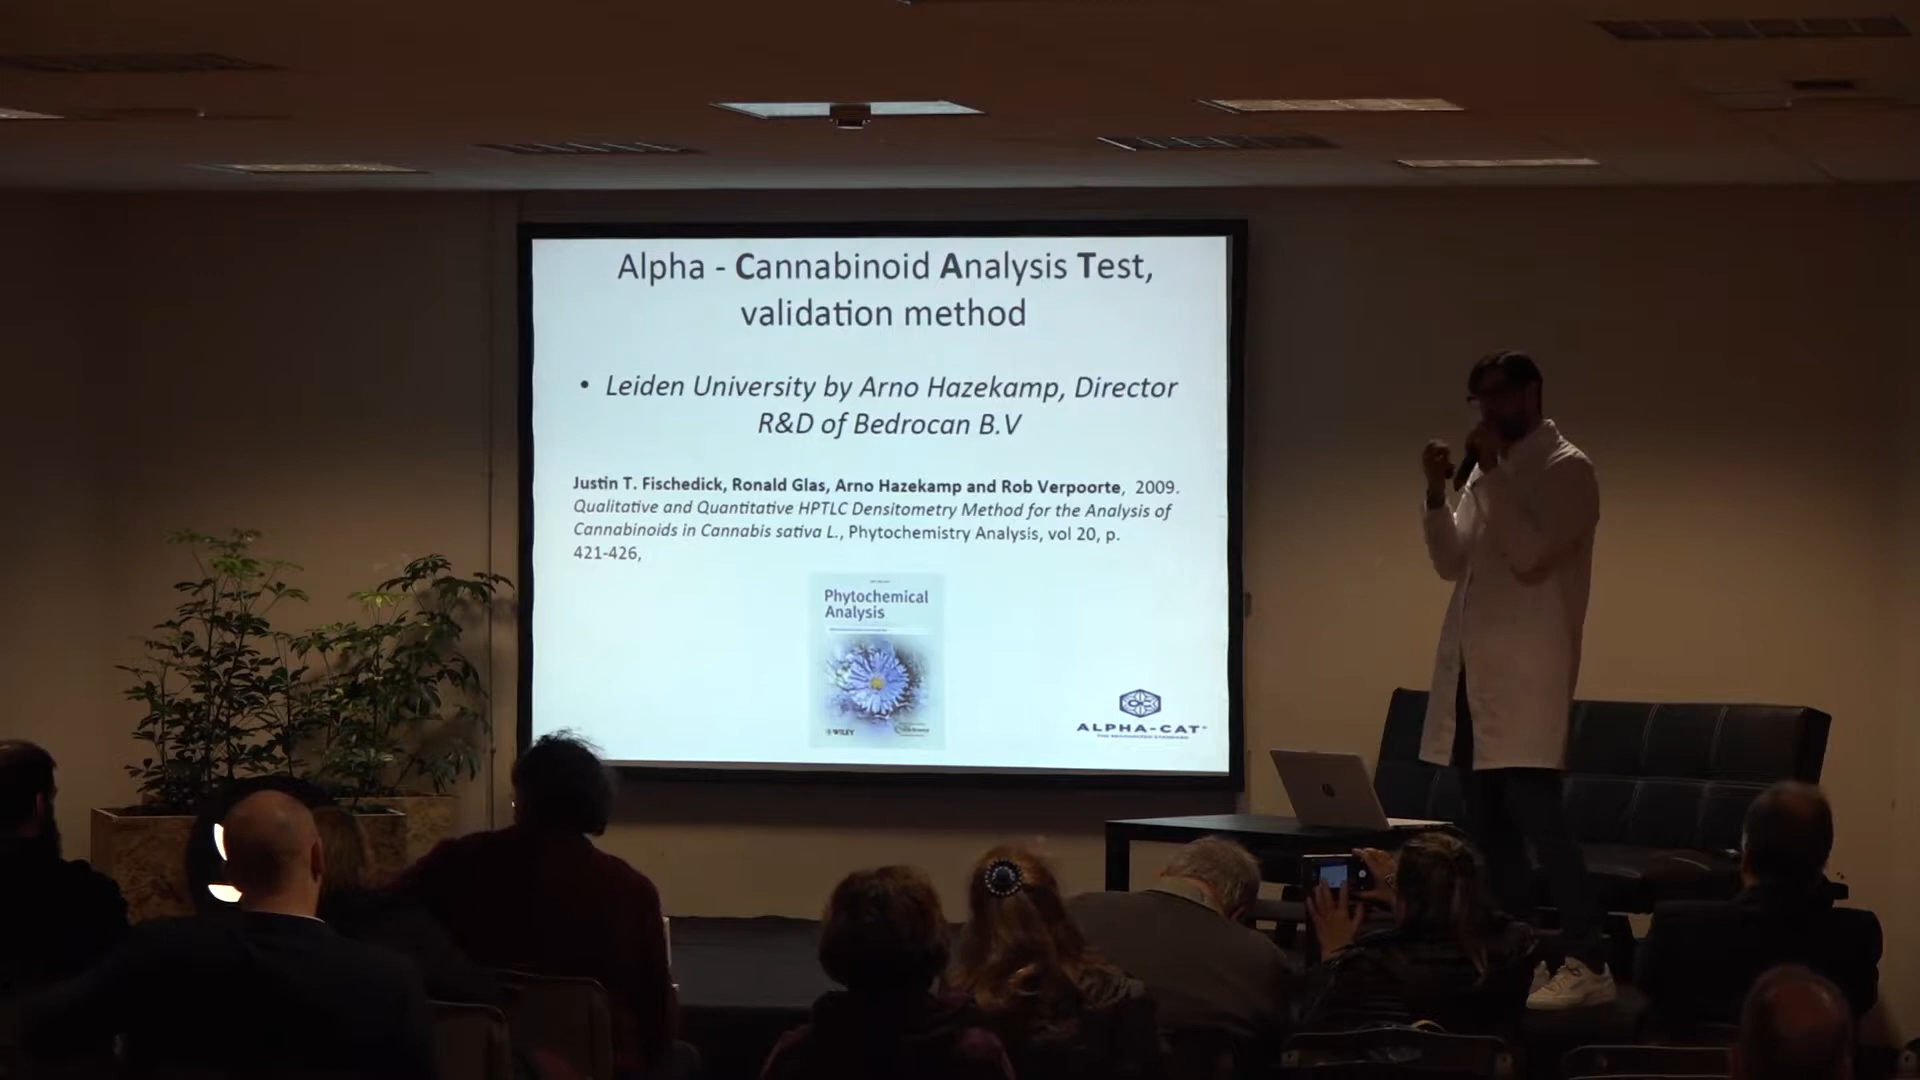 Alpha - Cannabinoid Analysis Test,
validation method
• Leiden University by Arno Hazekamp, Director
R&D of Bedrocan B.V
Justin T. Fischedick, Ronald Glas, Arno Hazekamp and Rob Verpoorte, 2009.
Qualitative and Quantitative HPTLC Densitometry Method for the Analysis of
Cannabinoids in Cannabis sativa L., Phytochemistry Analysis, vol 20, p.
421-426,
Phytochemical
Analysis
WILEY
ALPHA-CAT